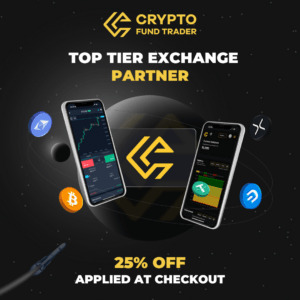 CRYPTO
FUND TRADER
TOP TIER EXCHANGE
PARTNER
25% OFF
APPLIED AT CHECKOUT